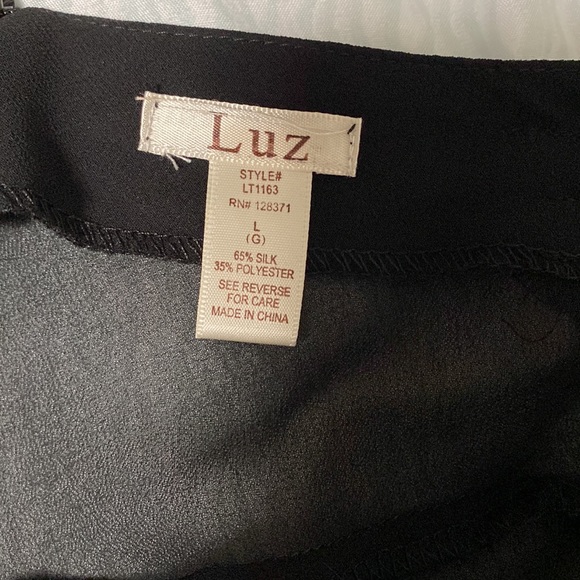 Luz
STYLE#
LT1163
RN# 128371
L
(G)
65% SILK
35% POLYESTER
SEE REVERSE
FOR CARE
MADE IN CHINA